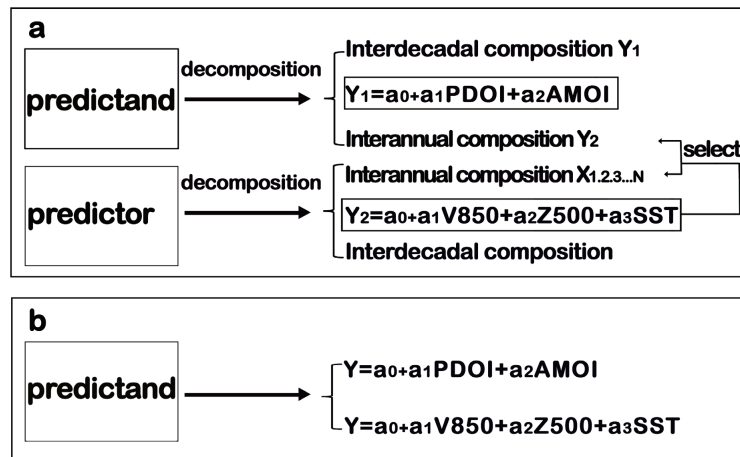 a
decomposition
predictand
Interdecadal composition Y1
Y1=a0+a1PDOI+a2AMOI
Interannual composition Y2
select
decomposition
predictor
Interannual composition X1.2.3...N
Y2=a0+a1V850+a2Z500+a3SST
Interdecadal composition
b
predictand
Y=a0+a1PDOI+a2AMOI
Y=a0+a1V850+a2Z500+a3SST